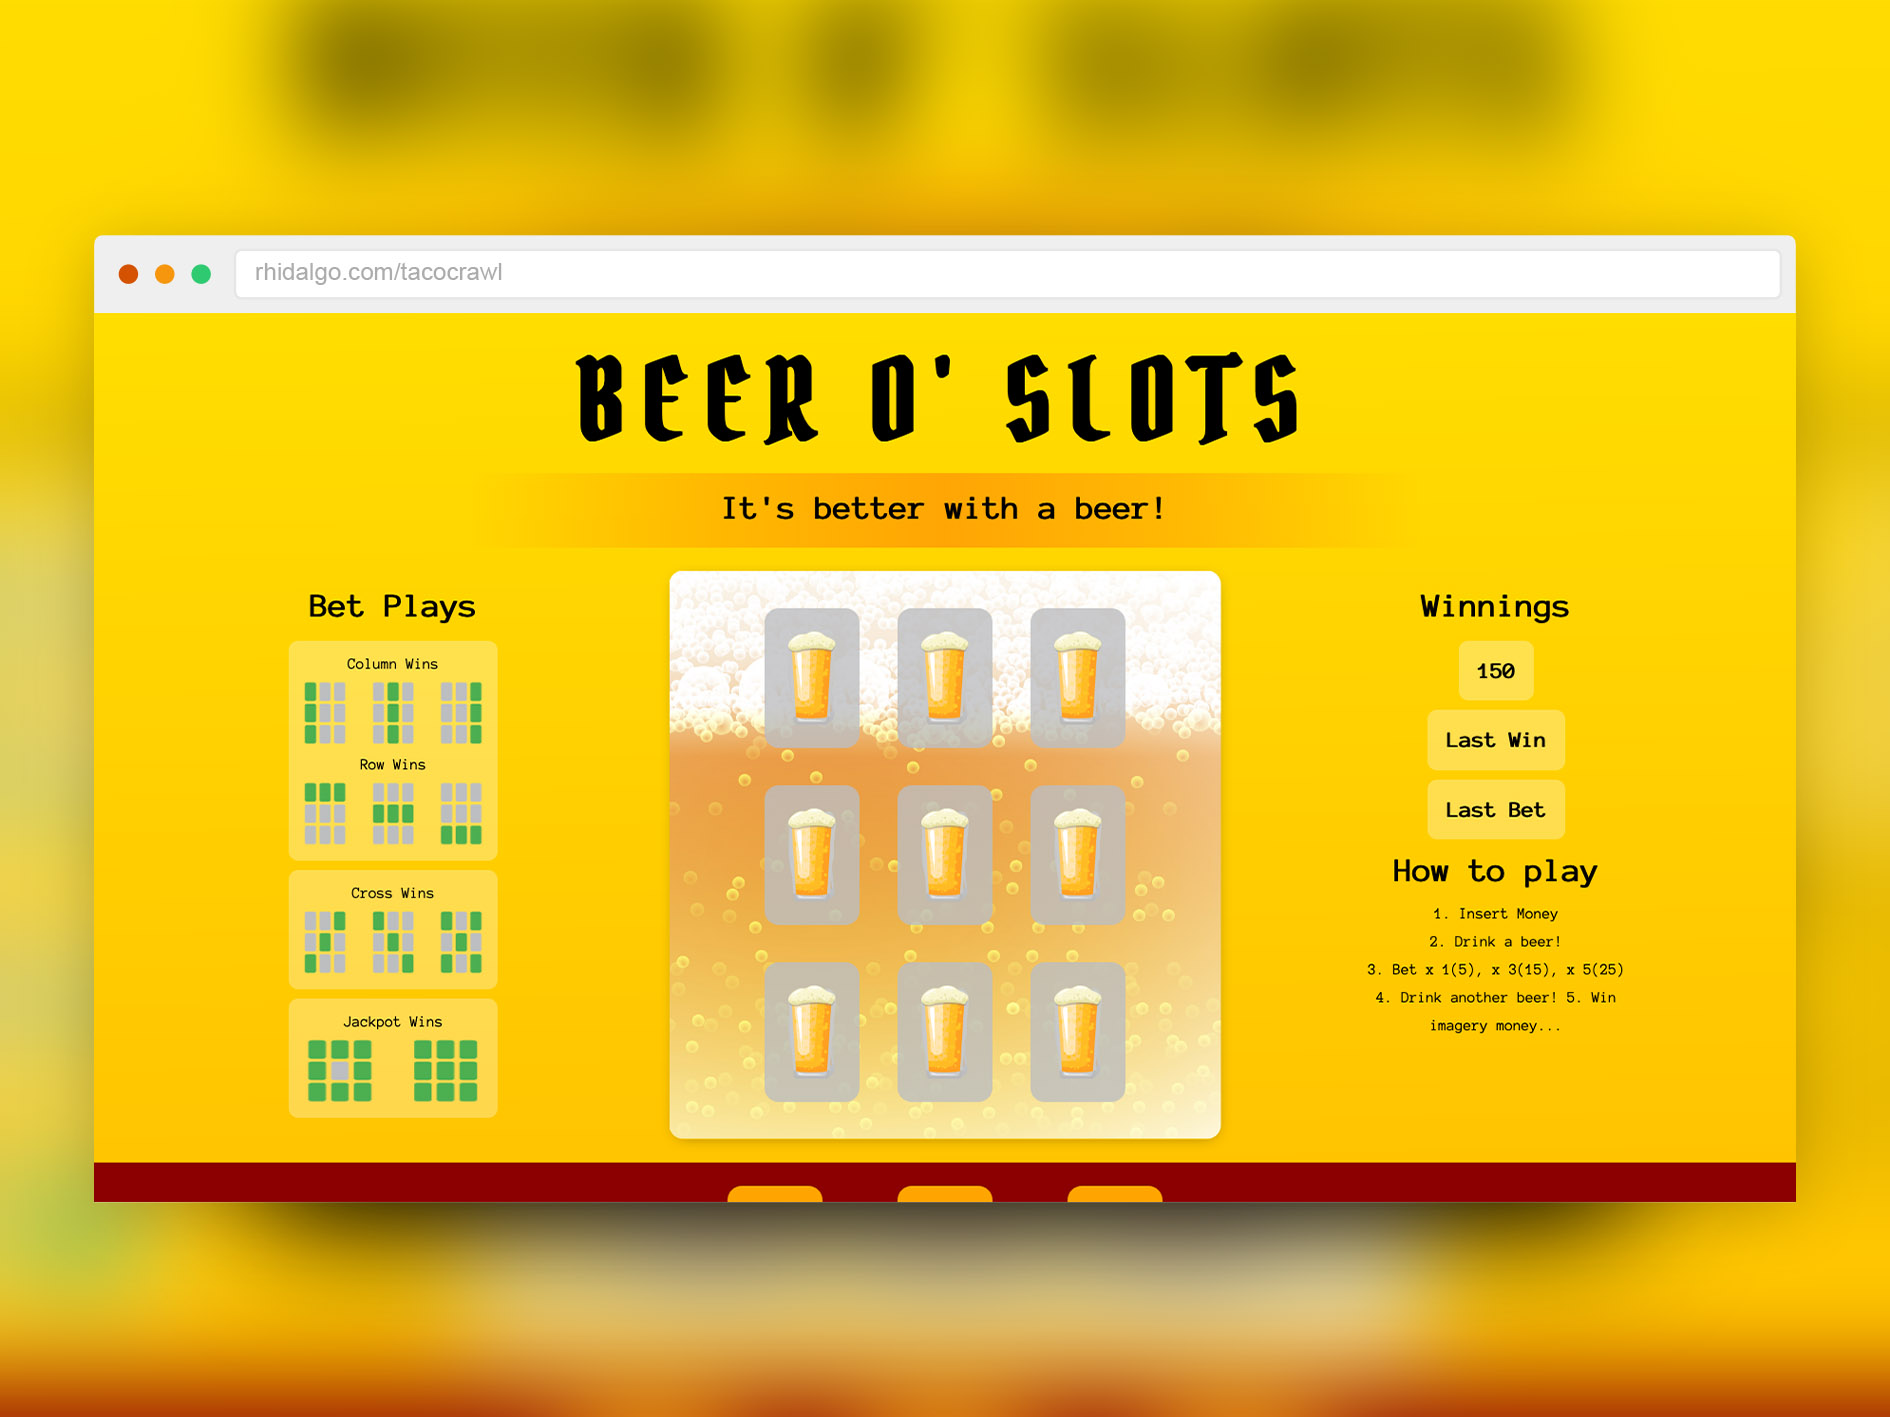 rhidalgo.com/tacocrawl
BEER O' SLOTS
It's better with a beer!
Bet Plays
Column Wins
Row Wins
Cross Wins
Jackpot Wins
Winnings
150
Last Win
Last Bet
How to play
1. Insert Money
2. Drink a beer!
3. Bet x 1(5), x 3(15), x 5(25)
4. Drink another beer! 5. Win
imagery money...